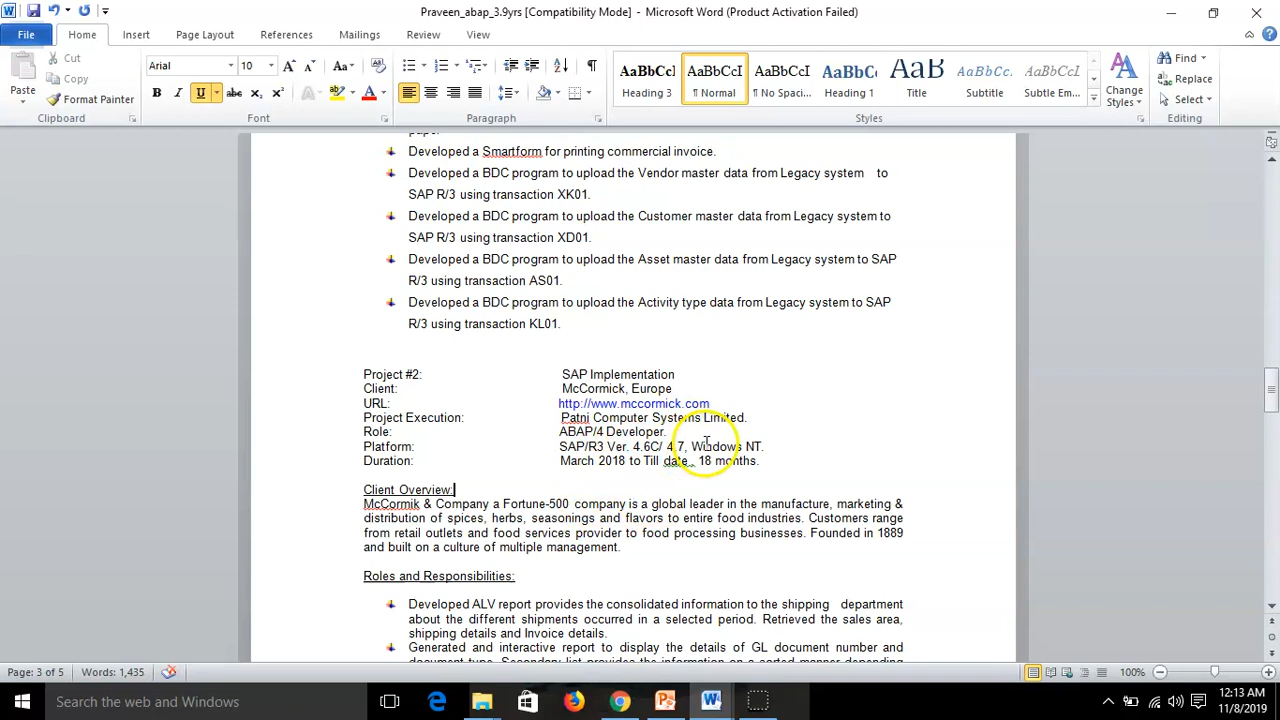 Praveen_abap_3.9yrs [Compatibility Mode] - Microsoft Word (Product Activation Failed)
File Home Insert Page Layout References Mailings Review View
Paste
Cut
Copy
Format Painter
Clipboard
Arial 10
B I U abc
Font
Paragraph
AaBbCc AaBbCcI AaBbCcI AaBbC AaB AaBbCcI AaBbCcI
Heading 3 ¶ Normal ¶ No Spaci... Heading 1 Title Subtitle Subtle Em...
Styles
Change Styles
Find
Replace
Select
Editing
paper.
Developed a Smartform for printing commercial invoice.
Developed a BDC program to upload the Vendor master data from Legacy system to
SAP R/3 using transaction XK01.
Developed a BDC program to upload the Customer master data from Legacy system to
SAP R/3 using transaction XD01.
Developed a BDC program to upload the Asset master data from Legacy system to SAP
R/3 using transaction AS01.
Developed a BDC program to upload the Activity type data from Legacy system to SAP
R/3 using transaction KL01.
Project #2: SAP Implementation
Client: McCormick, Europe
URL: http://www.mccormick.com
Project Execution: Patni Computer Systems Limited.
Role: ABAP/4 Developer.
Platform: SAP/R3 Ver. 4.6C/ 4.7, Windows NT.
Duration: March 2018 to Till date., 18 months.
Client Overview:
McCormik & Company a Fortune-500 company is a global leader in the manufacture, marketing &
distribution of spices, herbs, seasonings and flavors to entire food industries. Customers range
from retail outlets and food services provider to food processing businesses. Founded in 1889
and built on a culture of multiple management.
Roles and Responsibilities:
Developed ALV report provides the consolidated information to the shipping department
about the different shipments occurred in a selected period. Retrieved the sales area,
shipping details and Invoice details.
Generated and interactive report to display the details of GL document number and
document type. Secondary list provides the information on a sorted manner depending
Page: 3 of 5 Words: 1,435 100%
Search the web and Windows
12:13 AM
11/8/2019